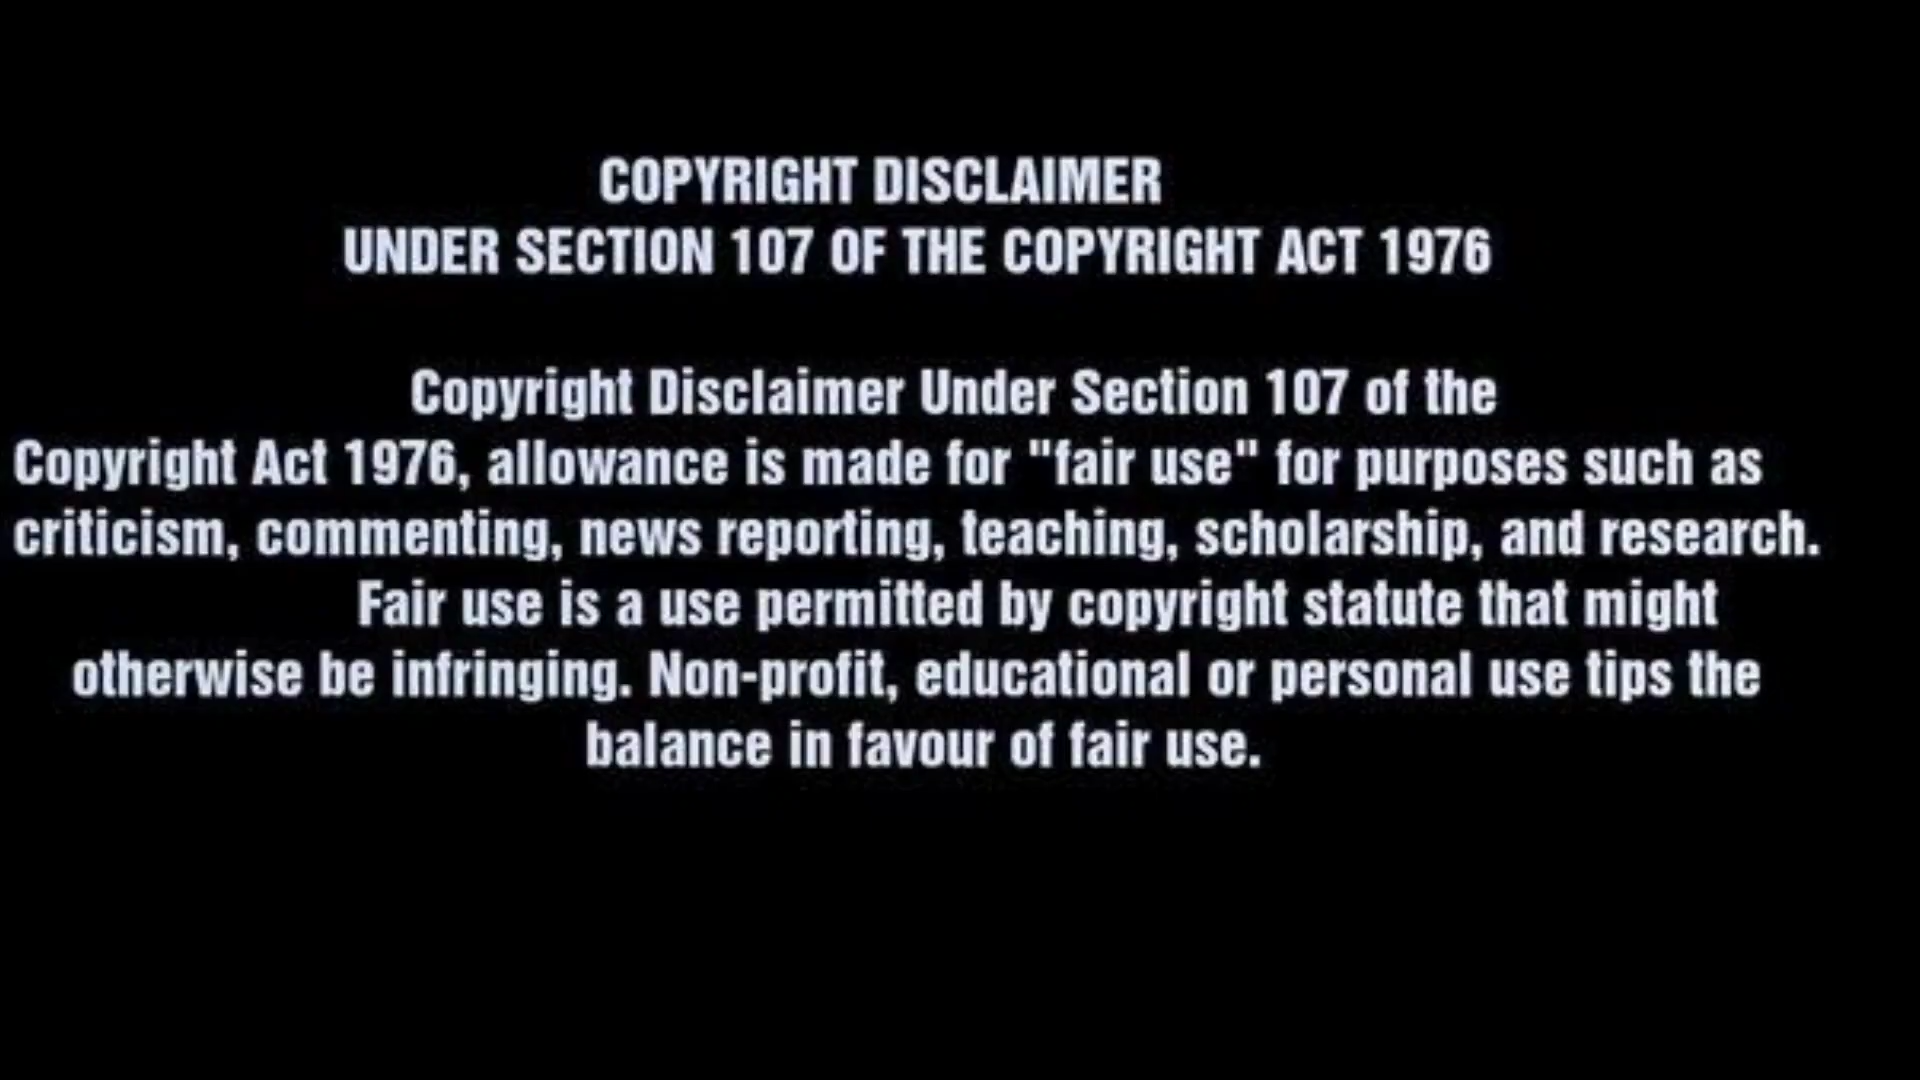 COPYRIGHT DISCLAIMER
UNDER SECTION 107 OF THE COPYRIGHT ACT 1976
Copyright Disclaimer Under Section 107 of the
Copyright Act 1976, allowance is made for "fair use" for purposes such as
criticism, commenting, news reporting, teaching, scholarship, and research.
Fair use is a use permitted by copyright statute that might
otherwise be infringing. Non-profit, educational or personal use tips the
balance in favour of fair use.